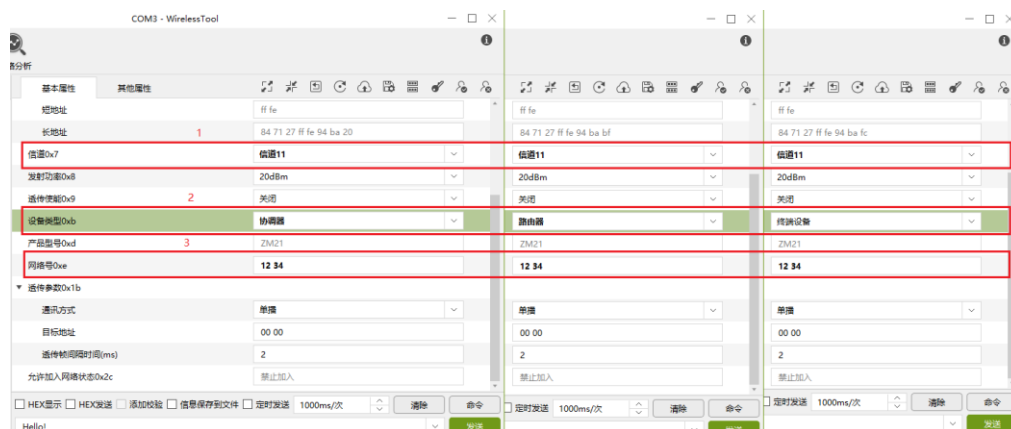 COM3 - WirelessTool
络分析
基本属性 其他属性
短地址 ff fe ff fe ff fe
长地址 1 84 71 27 ff fe 94 ba 20 84 71 27 ff fe 94 ba bf 84 71 27 ff fe 94 ba fc
信道0x7 信道11 信道11 信道11
发射功率0x8 20dBm 20dBm 20dBm
透传使能0x9 2 关闭 关闭 关闭
设备类型0xb 协调器 路由器 终端设备
产品型号0xd 3 ZM21 ZM21 ZM21
网络号0xe 12 34 12 34 12 34
透传参数0x1b
通讯方式 单播 单播 单播
目标地址 00 00 00 00 00 00
透传帧间隔时间(ms) 2 2 2
允许加入网络状态0x2c 禁止加入 禁止加入 禁止加入
HEX显示 HEX发送 添加校验 信息保存到文件 定时发送 1000ms/次 清除 命令 定时发送 1000ms/次 清除 命令 定时发送 1000ms/次 清除 命令
Hello! 发送 发送